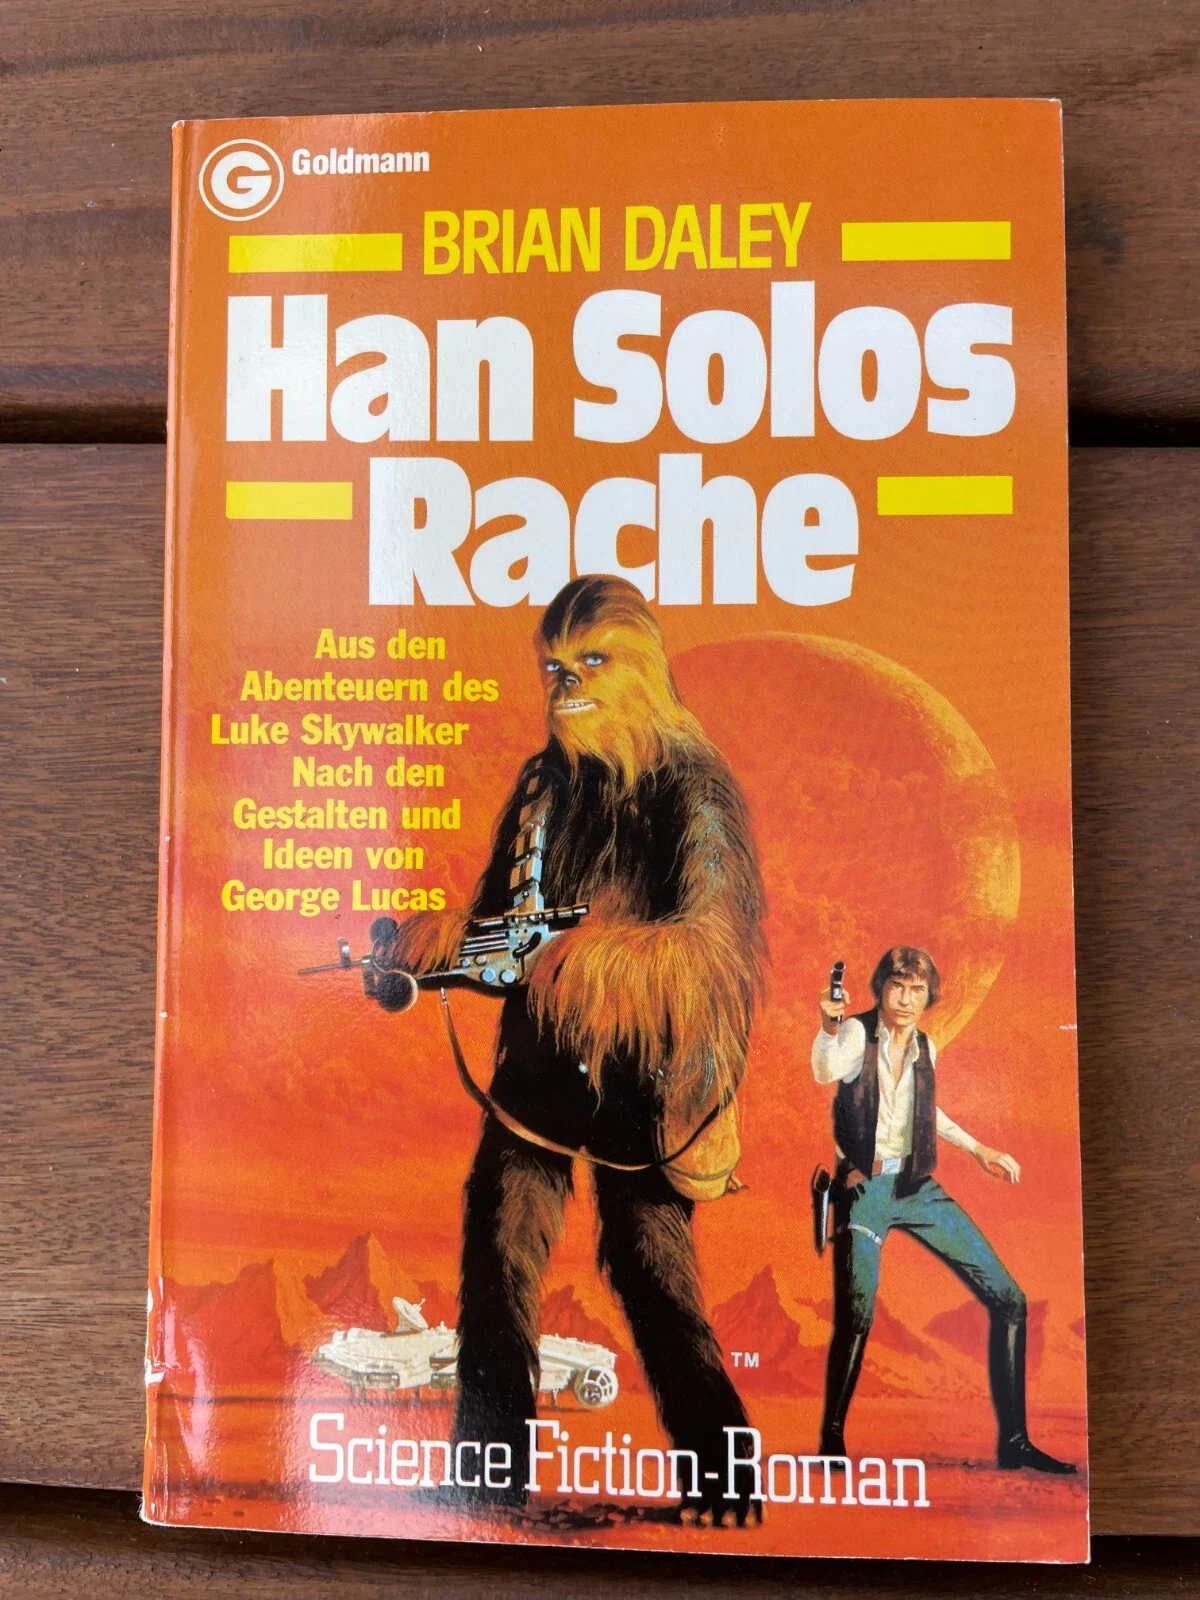 G Goldmann
BRIAN DALEY
Han Solos
Rache
Aus den
Abenteuern des
Luke Skywalker
Nach den
Gestalten und
Ideen von
George Lucas
TM
Science Fiction-Roman